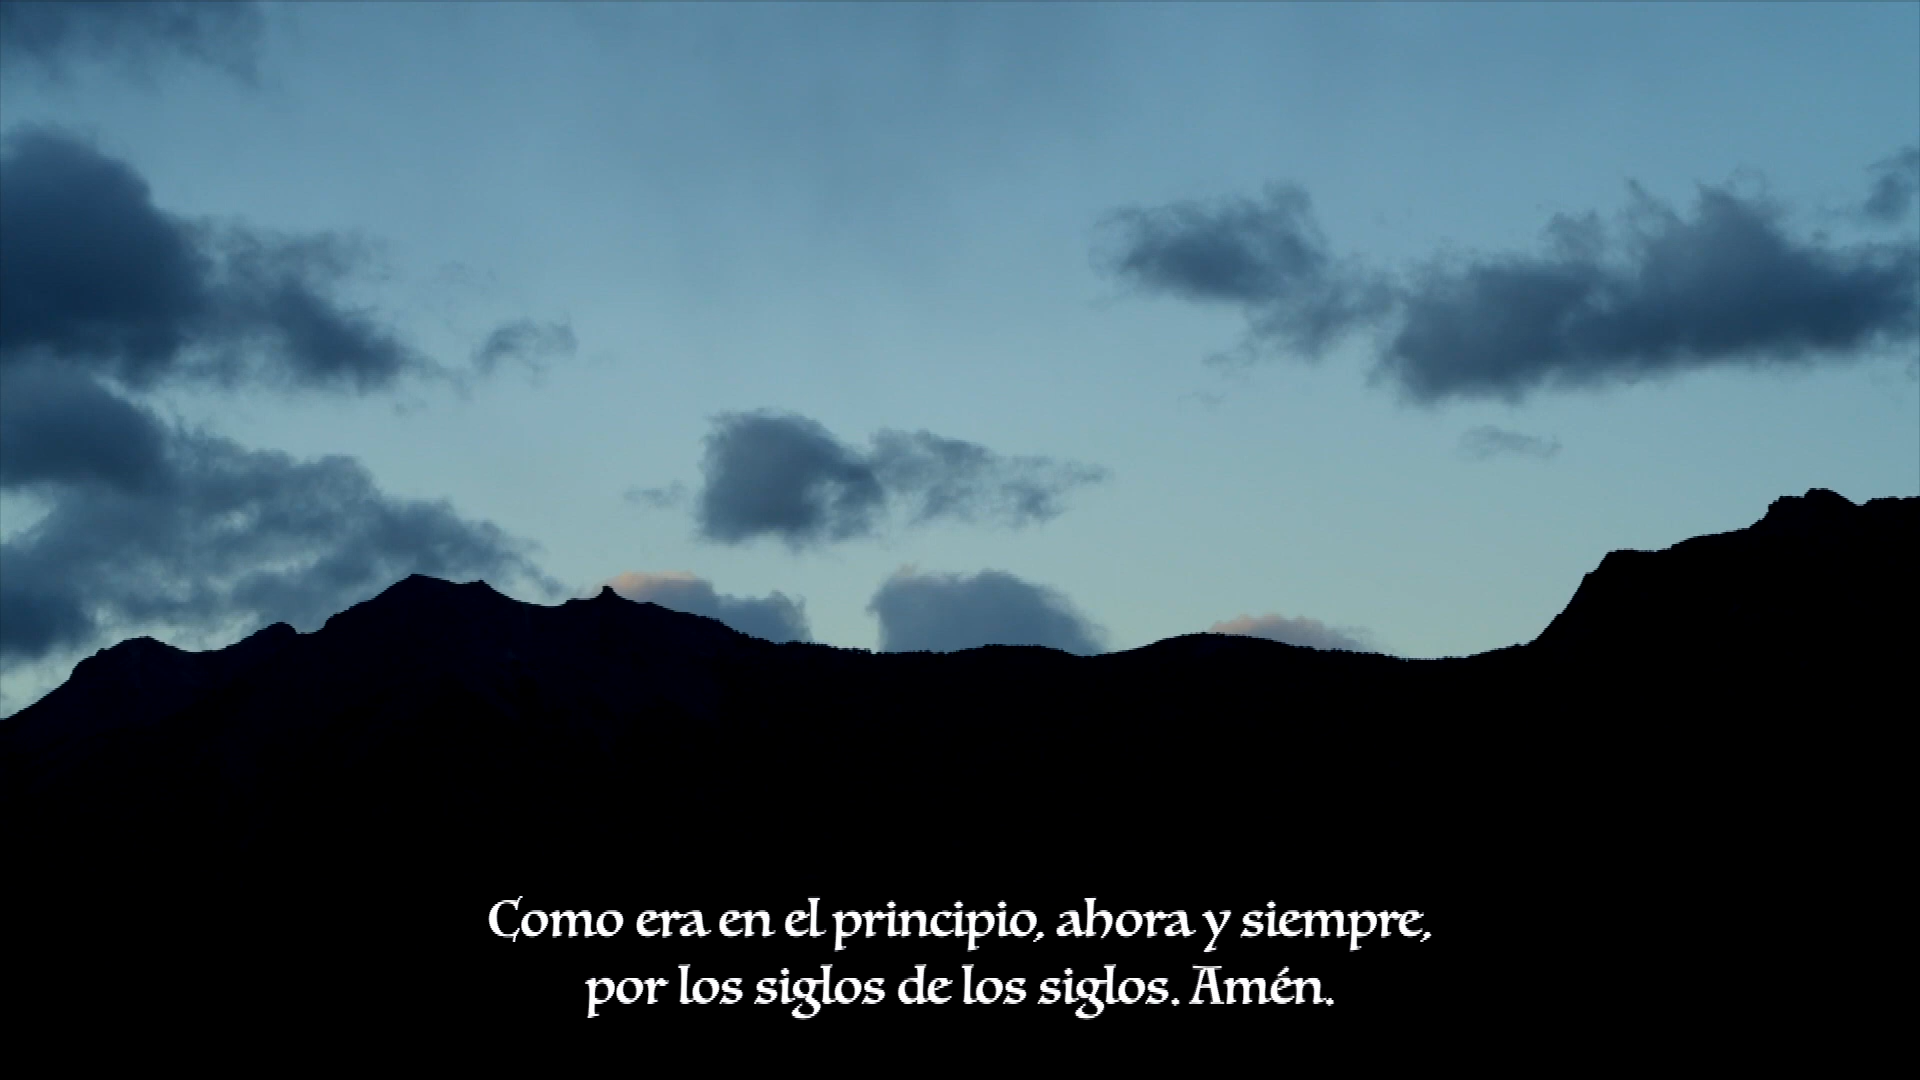 Como era en el principio, ahora y siempre,
por los siglos de los siglos. Amén.